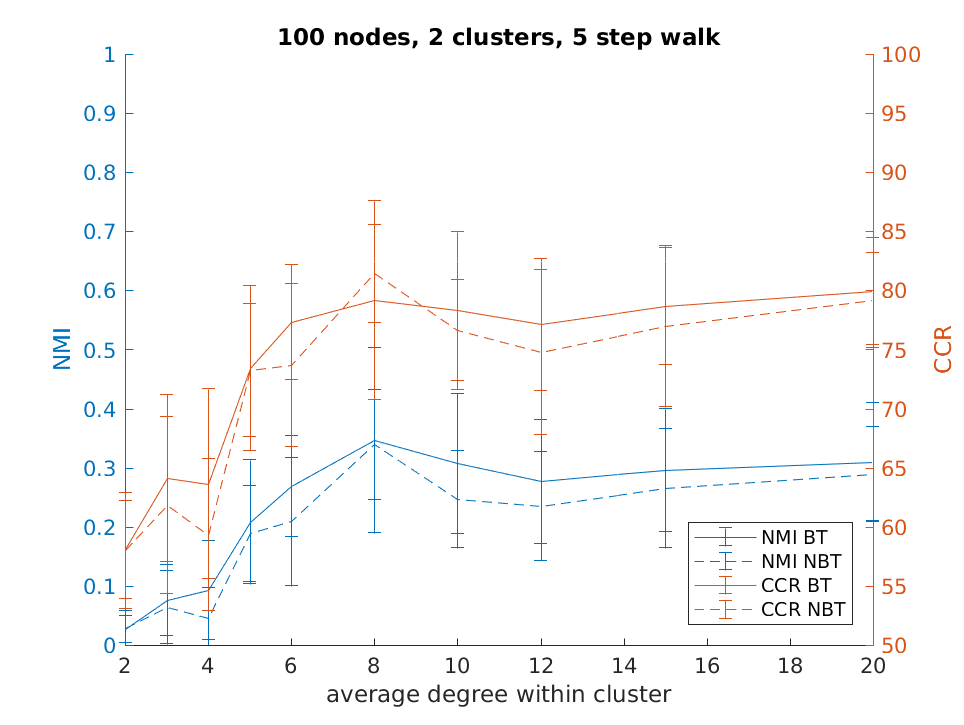 100 nodes, 2 clusters, 5 step walk
1
0.9
0.8
0.7
0.6
0.5
0.4
0.3
0.2
0.1
0
NMI
100
95
90
85
80
75
70
65
60
55
50
CCR
NMI BT
NMI NBT
CCR BT
CCR NBT
2 4 6 8 10 12 14 16 18 20
average degree within cluster